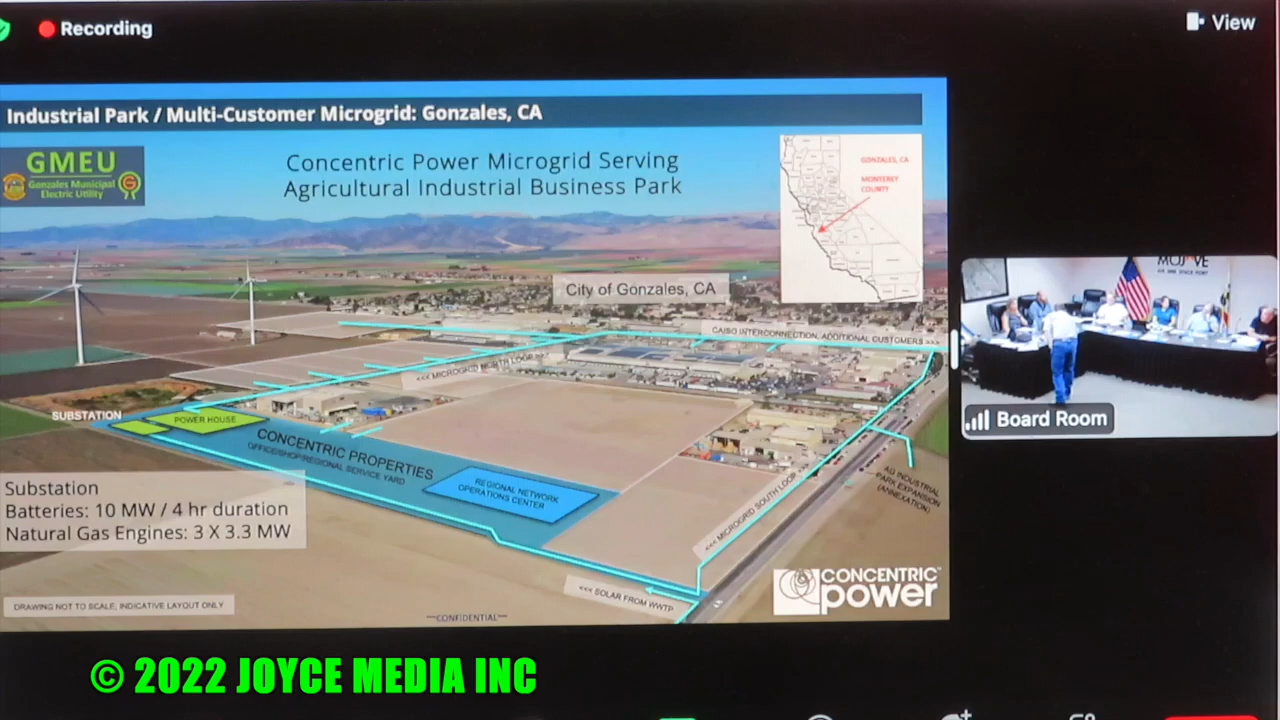 Recording
View
Industrial Park / Multi-Customer Microgrid: Gonzales, CA
GMEU
Gonzales Municipal
Electric Utility
Concentric Power Microgrid Serving
Agricultural Industrial Business Park
GONZALES, CA
MONTEREY
COUNTY
City of Gonzales, CA
CAISO INTERCONNECTION, ADDITIONAL CUSTOMERS >>>
<<< MICROGRID NORTH LOOP
SUBSTATION
POWER HOUSE
CONCENTRIC PROPERTIES
OFFICE/SHOP/REGIONAL SERVICE YARD
REGIONAL NETWORK
OPERATIONS CENTER
AG INDUSTRIAL
PARK EXPANSION
(ANNEXATION)
<<< MICROGRID SOUTH LOOP
Substation
Batteries: 10 MW / 4 hr duration
Natural Gas Engines: 3 X 3.3 MW
<<< SOLAR FROM WWTP
DRAWING NOT TO SCALE, INDICATIVE LAYOUT ONLY
CONFIDENTIAL
CONCENTRIC
power
AIR AND SPACE PORT
Board Room
© 2022 JOYCE MEDIA INC